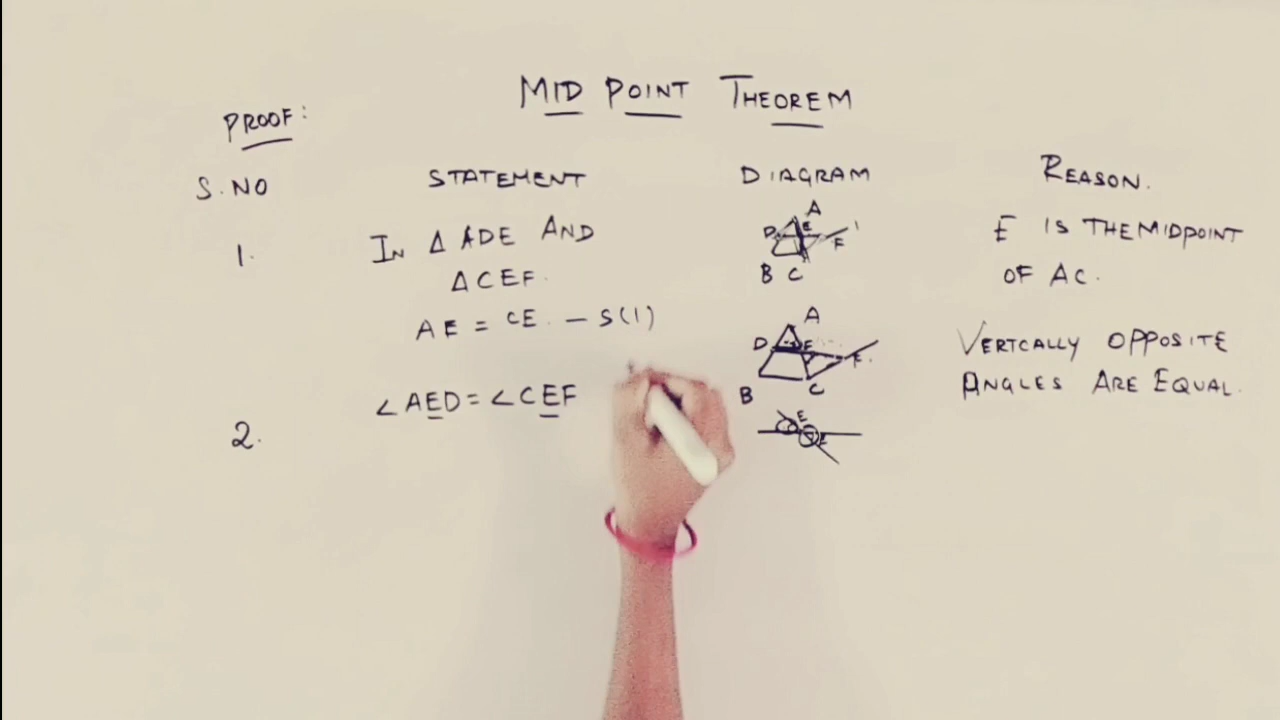 MID POINT THEOREM
PROOF:
S.NO STATEMENT DIAGRAM REASON.
1. IN Δ ADE AND
ΔCEF.
AE = CE. — S(1)
A
D E
F
B C
E IS THE MIDPOINT
OF AC.
2.
∠AED = ∠CEF
A
D E
F.
B C
E
VERTCALLY OPPOSITE
ANGLES ARE EQUAL.